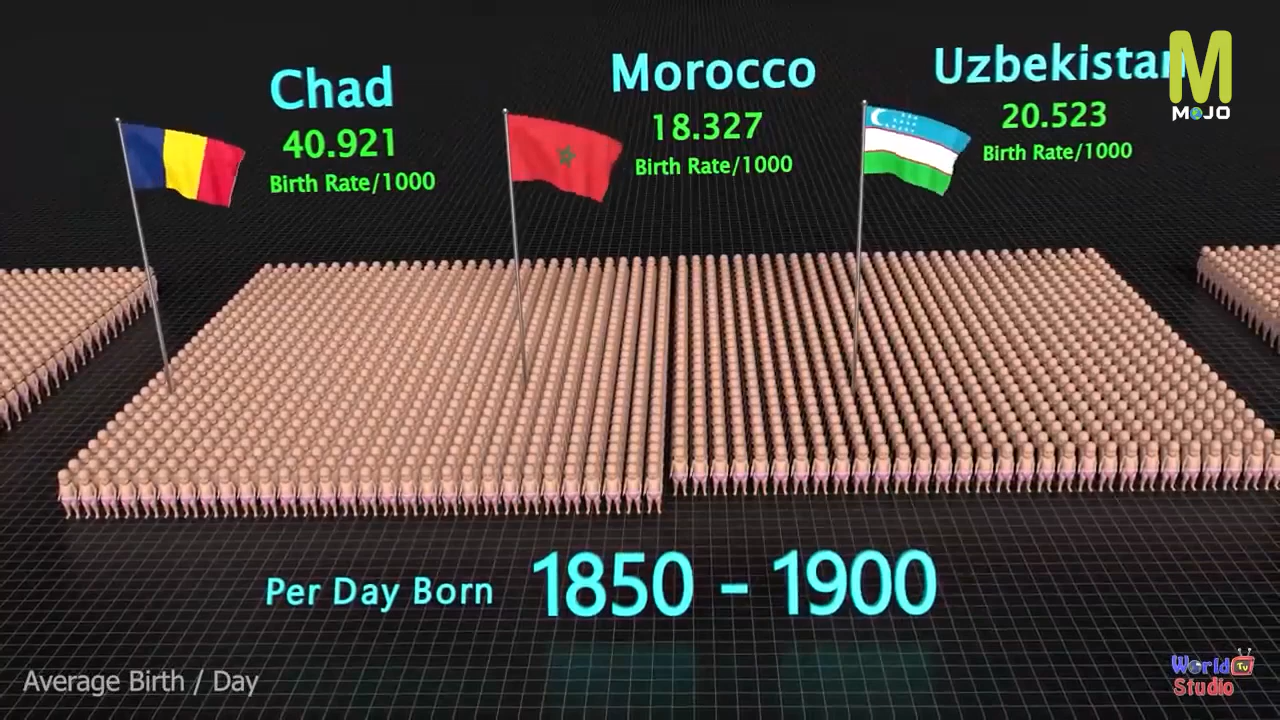 Chad
40.921
Birth Rate/1000
Morocco
18.327
Birth Rate/1000
Uzbekistan
20.523
Birth Rate/1000
M
MOJO
Per Day Born 1850 - 1900
Average Birth / Day
World Tv
Studio